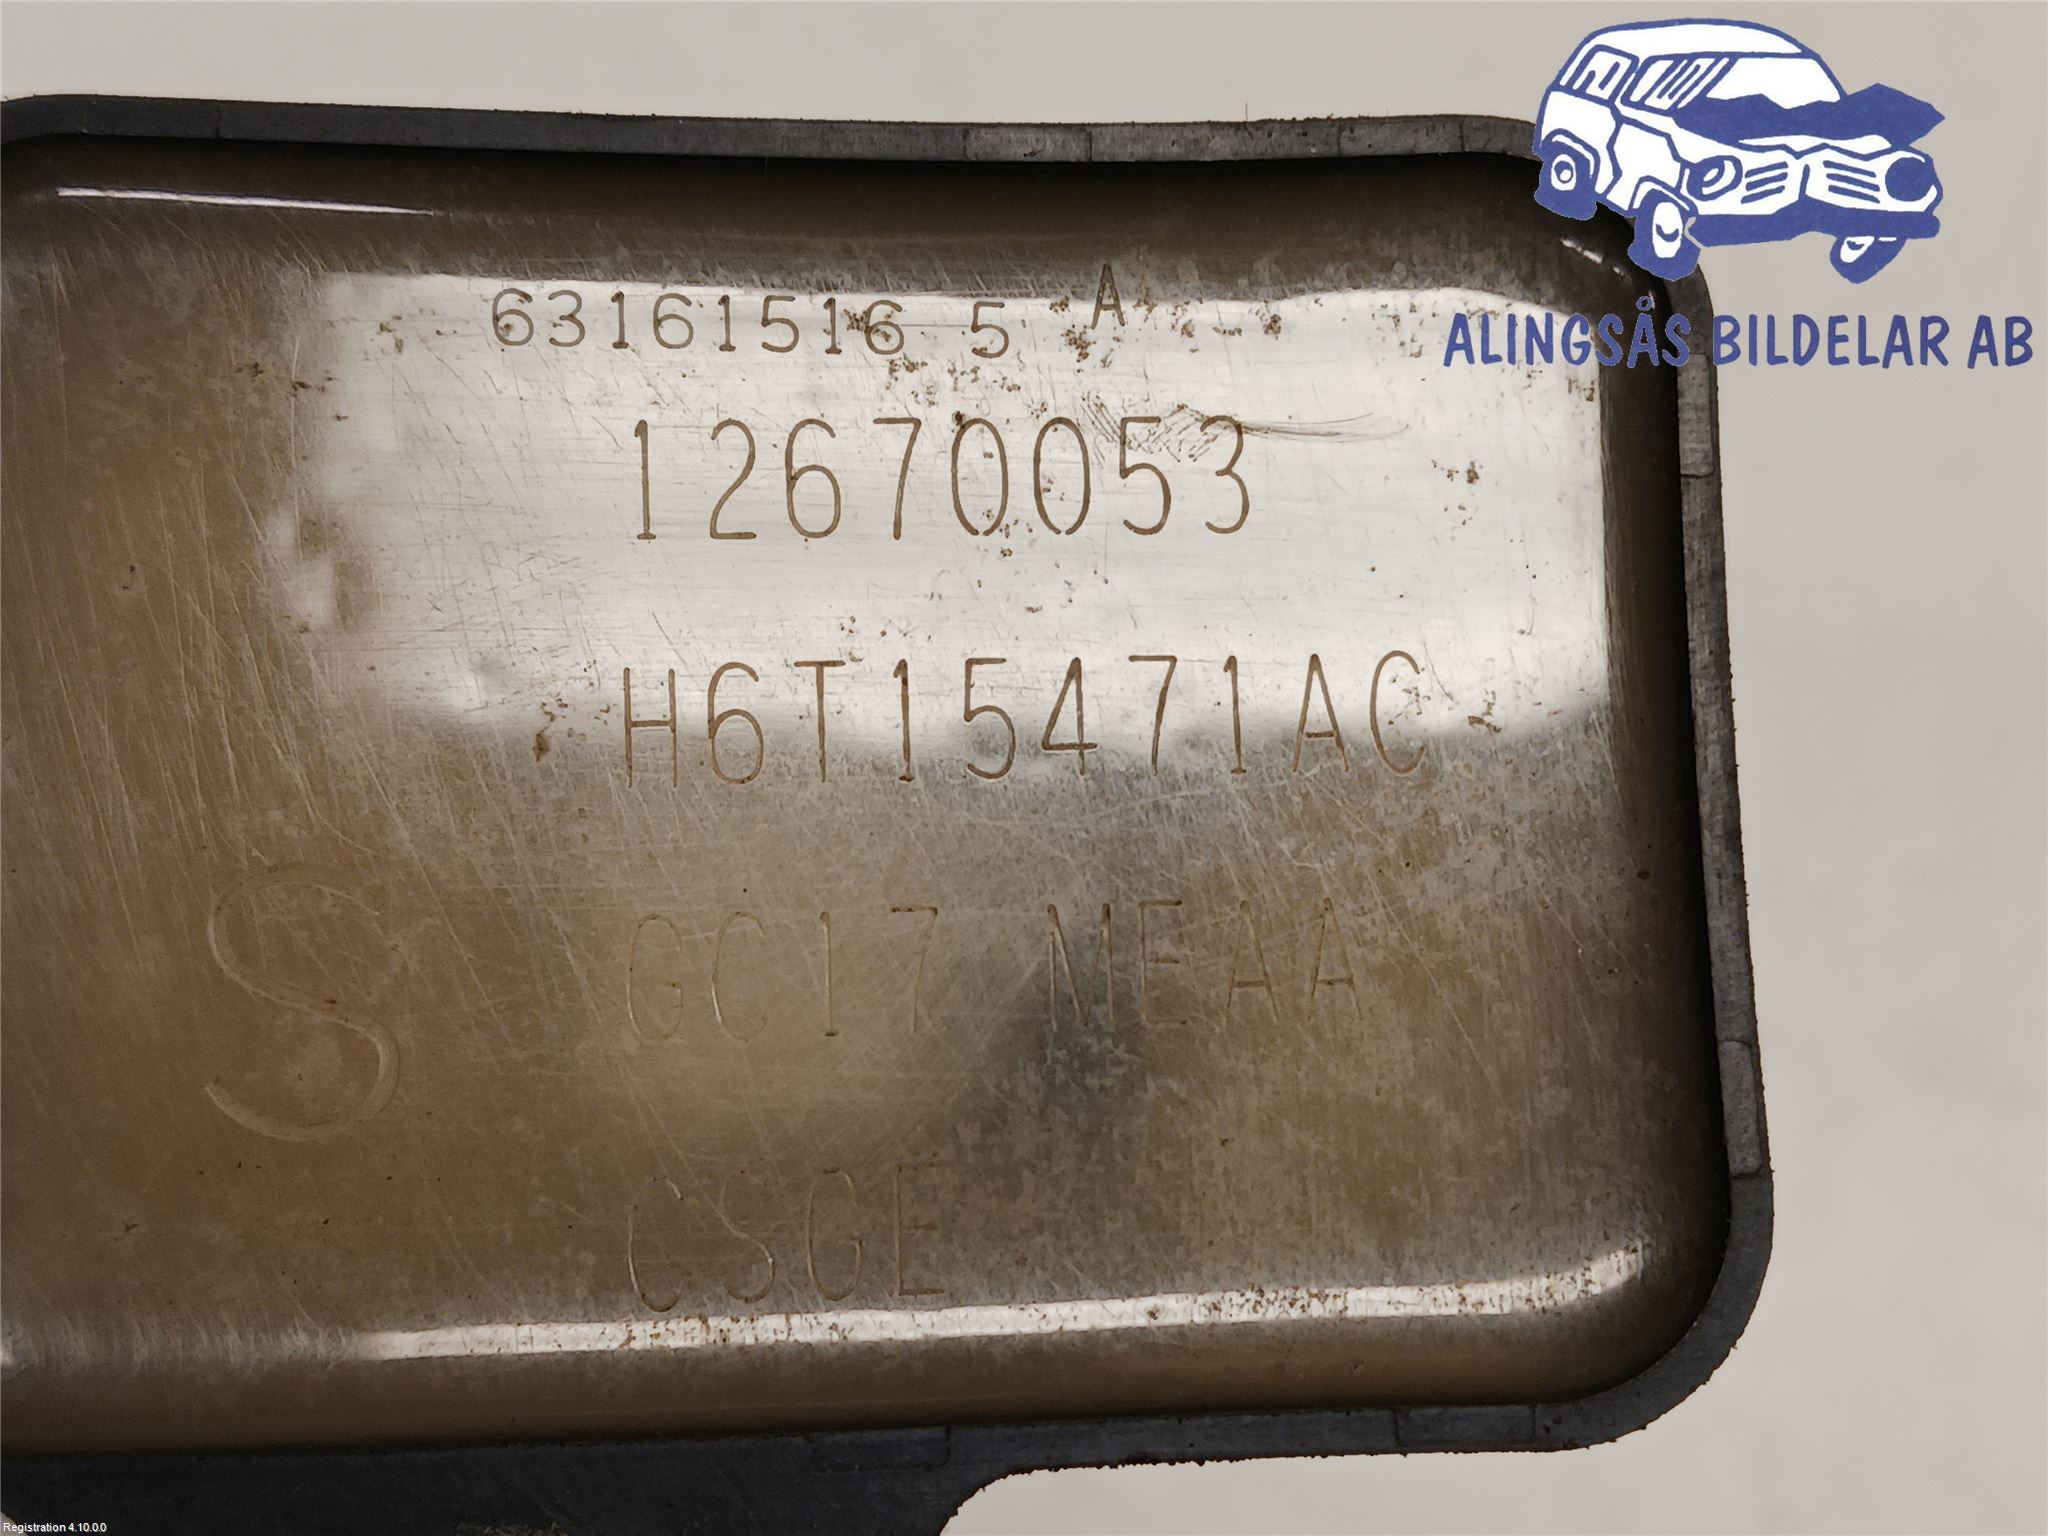 ALINGSÅS BILDELAR AB
63161516 5 A
12670053
H6T15471AC
S
GC17 MEAA
CSGE
Registration 4.10.0.0